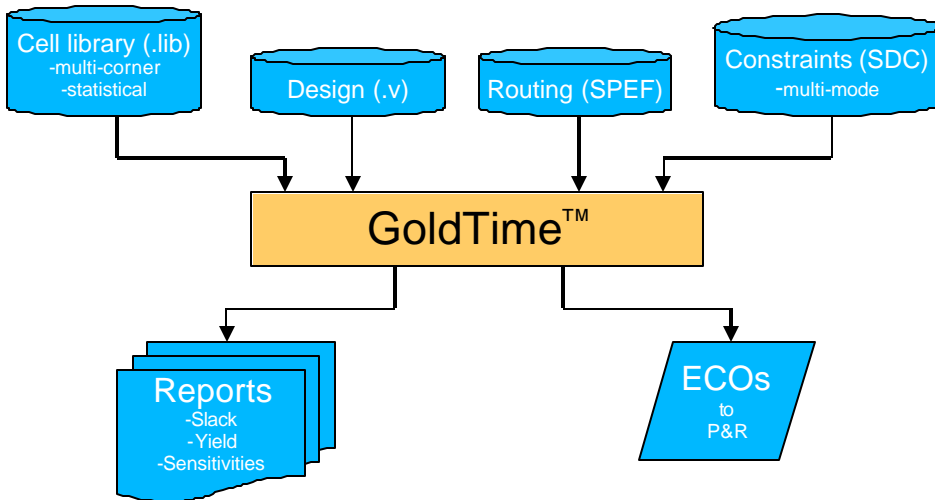 Cell library (.lib)
-multi-corner
-statistical
Design (.v)
Routing (SPEF)
Constraints (SDC)
-multi-mode
GoldTime™
Reports
-Slack
-Yield
-Sensitivities
ECOs
to
P&R